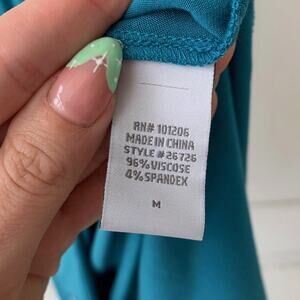 RN# 101206
MADE IN CHINA
STYLE #26726
96% VISCOSE
4% SPANDEX
M